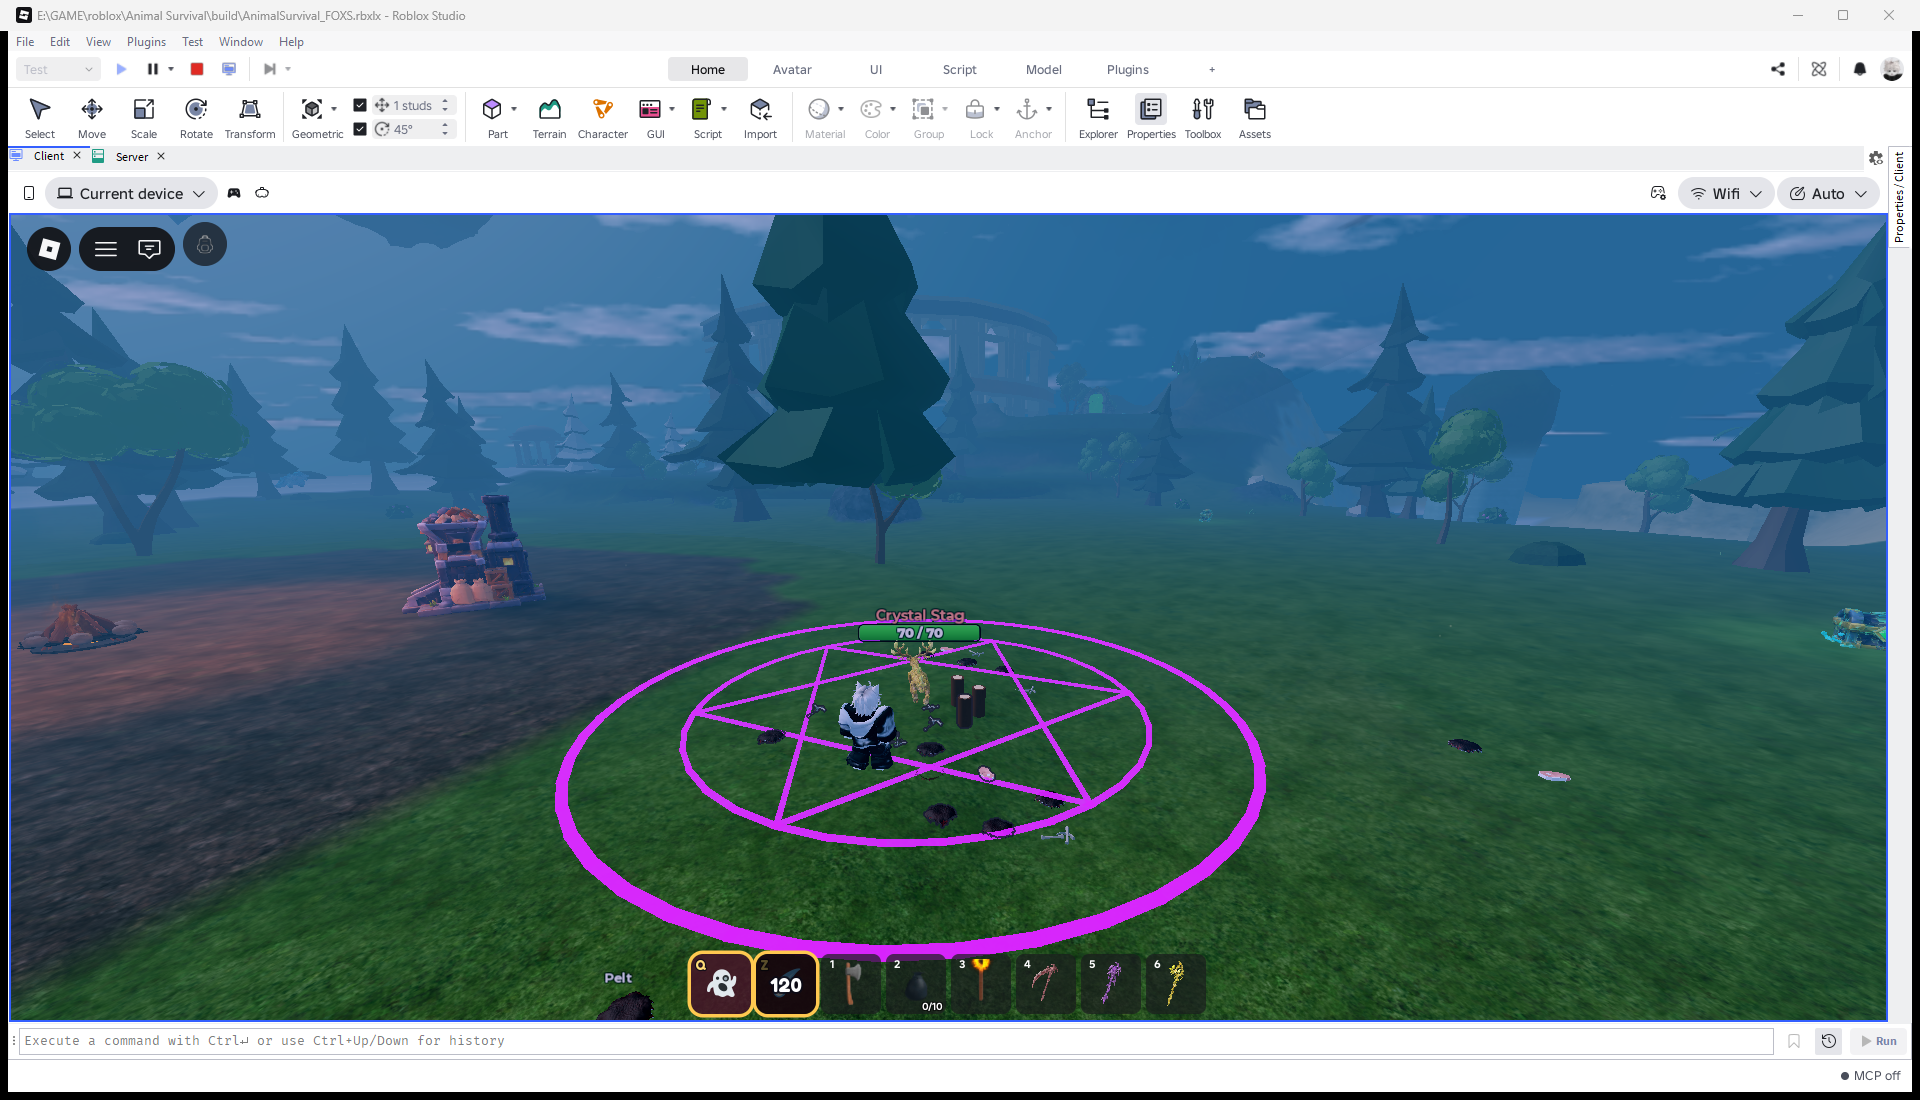 E:\GAME\roblox\Animal Survival\build\AnimalSurvival_FOXS.rbxlx - Roblox Studio
File Edit View Plugins Test Window Help
Test
Home Avatar UI Script Model Plugins +
1 studs
45°
Select Move Scale Rotate Transform Geometric Part Terrain Character GUI Script Import Material Color Group Lock Anchor Explorer Properties Toolbox Assets
Client Server
Properties / Client
Current device
Wifi Auto
Crystal Stag
70 / 70
Pelt
Q Z 1 2 3 4 5 6
120
0/10
Execute a command with Ctrl↵ or use Ctrl+Up/Down for history
Run
MCP off